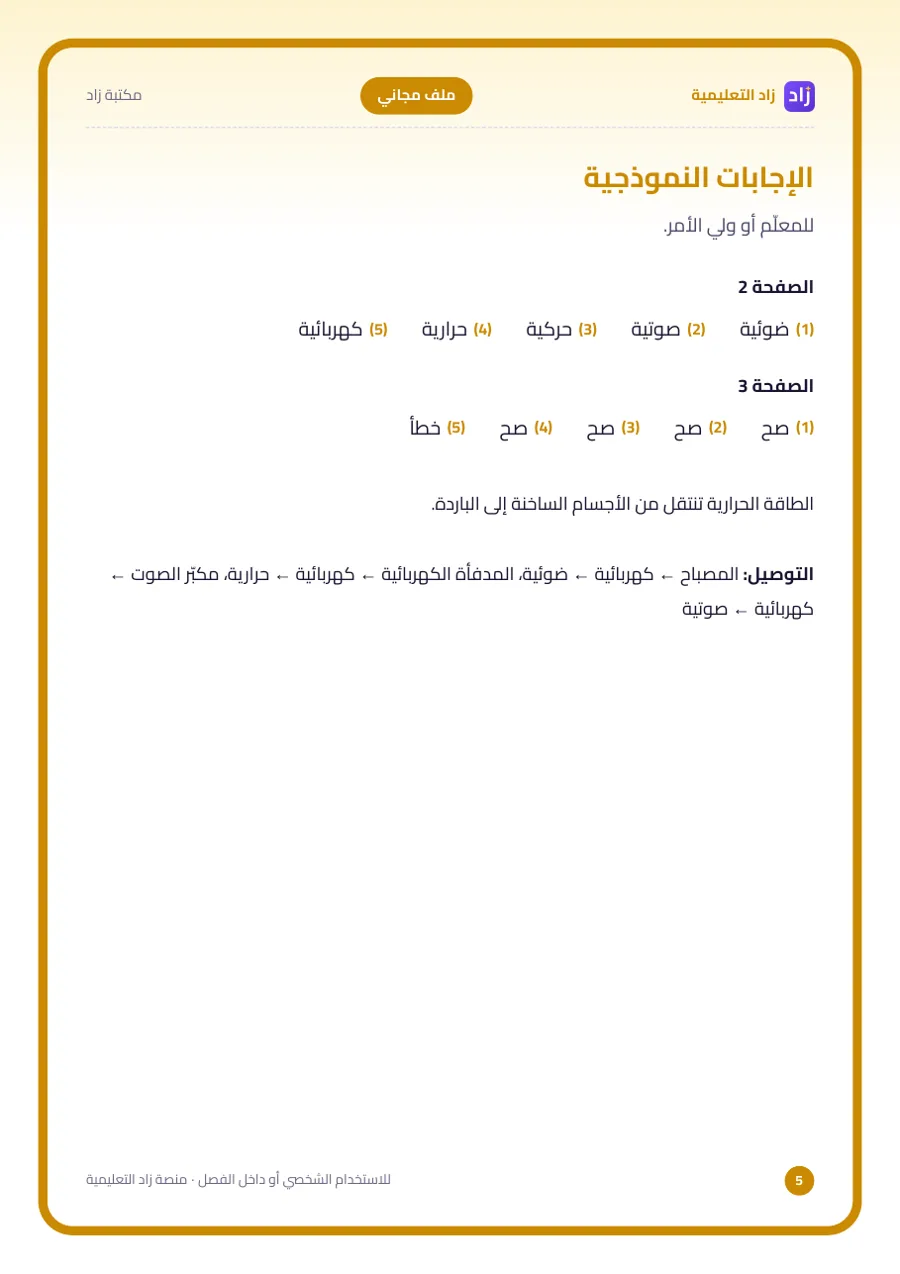 زاد زاد التعليمية
ملف مجاني
مكتبة زاد
الإجابات النموذجية
للمعلّم أو ولي الأمر.
الصفحة 2
(1) ضوئية (2) صوتية (3) حركية (4) حرارية (5) كهربائية
الصفحة 3
(1) صح (2) صح (3) صح (4) صح (5) خطأ
الطاقة الحرارية تنتقل من الأجسام الساخنة إلى الباردة.
التوصيل: المصباح ← كهربائية ← ضوئية، المدفأة الكهربائية ← كهربائية ← حرارية، مكبّر الصوت ←
كهربائية ← صوتية
5
للاستخدام الشخصي أو داخل الفصل · منصة زاد التعليمية